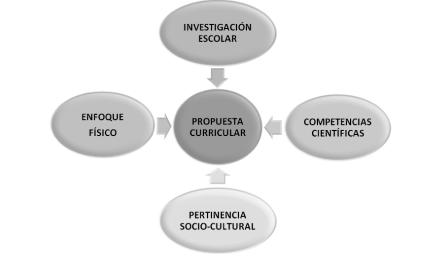 INVESTIGACIÓN
ESCOLAR
ENFOQUE
FÍSICO
PROPUESTA
CURRICULAR
COMPETENCIAS
CIENTÍFICAS
PERTINENCIA
SOCIO-CULTURAL